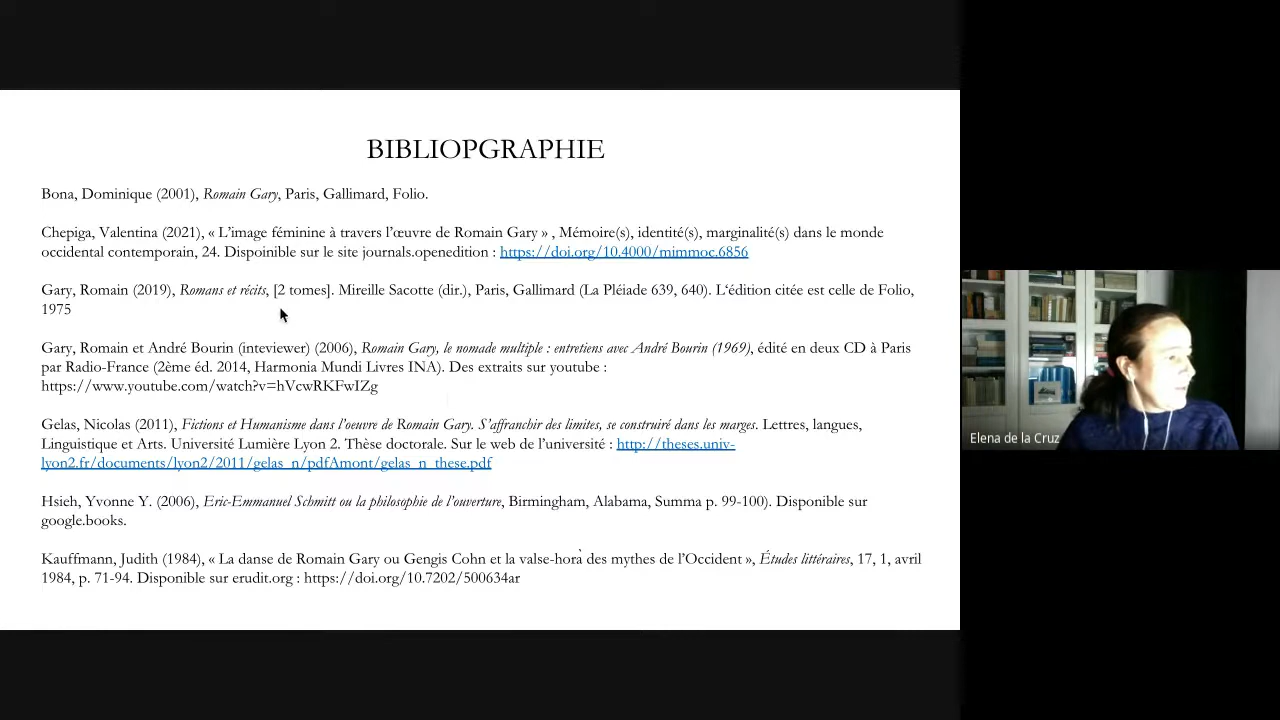 BIBLIOPGRAPHIE
Bona, Dominique (2001), Romain Gary, Paris, Gallimard, Folio.
Chepiga, Valentina (2021), « L'image féminine à travers l'œuvre de Romain Gary » , Mémoire(s), identité(s), marginalité(s) dans le monde
occidental contemporain, 24. Dispoinible sur le site journals.openedition : https://doi.org/10.4000/mimmoc.6856
Gary, Romain (2019), Romans et récits, [2 tomes]. Mireille Sacotte (dir.), Paris, Gallimard (La Pléiade 639, 640). L'édition citée est celle de Folio,
1975
Gary, Romain et André Bourin (inteviewer) (2006), Romain Gary, le nomade multiple : entretiens avec André Bourin (1969), édité en deux CD à Paris
par Radio-France (2ème éd. 2014, Harmonia Mundi Livres INA). Des extraits sur youtube :
https://www.youtube.com/watch?v=hVcwRKFwIZg
Gelas, Nicolas (2011), Fictions et Humanisme dans l'oeuvre de Romain Gary. S'affranchir des limites, se construiré dans les marges. Lettres, langues,
Linguistique et Arts. Université Lumière Lyon 2. Thèse doctorale. Sur le web de l'université : http://theses.univ-
lyon2.fr/documents/lyon2/2011/gelas_n/pdfAmont/gelas_n_these.pdf
Hsieh, Yvonne Y. (2006), Eric-Emmanuel Schmitt ou la philosophie de l'ouverture, Birmingham, Alabama, Summa p. 99-100). Disponible sur
google.books.
Kauffmann, Judith (1984), « La danse de Romain Gary ou Gengis Cohn et la valse-horà des mythes de l'Occident », Études littéraires, 17, 1, avril
1984, p. 71-94. Disponible sur erudit.org : https://doi.org/10.7202/500634ar
Elena de la Cruz